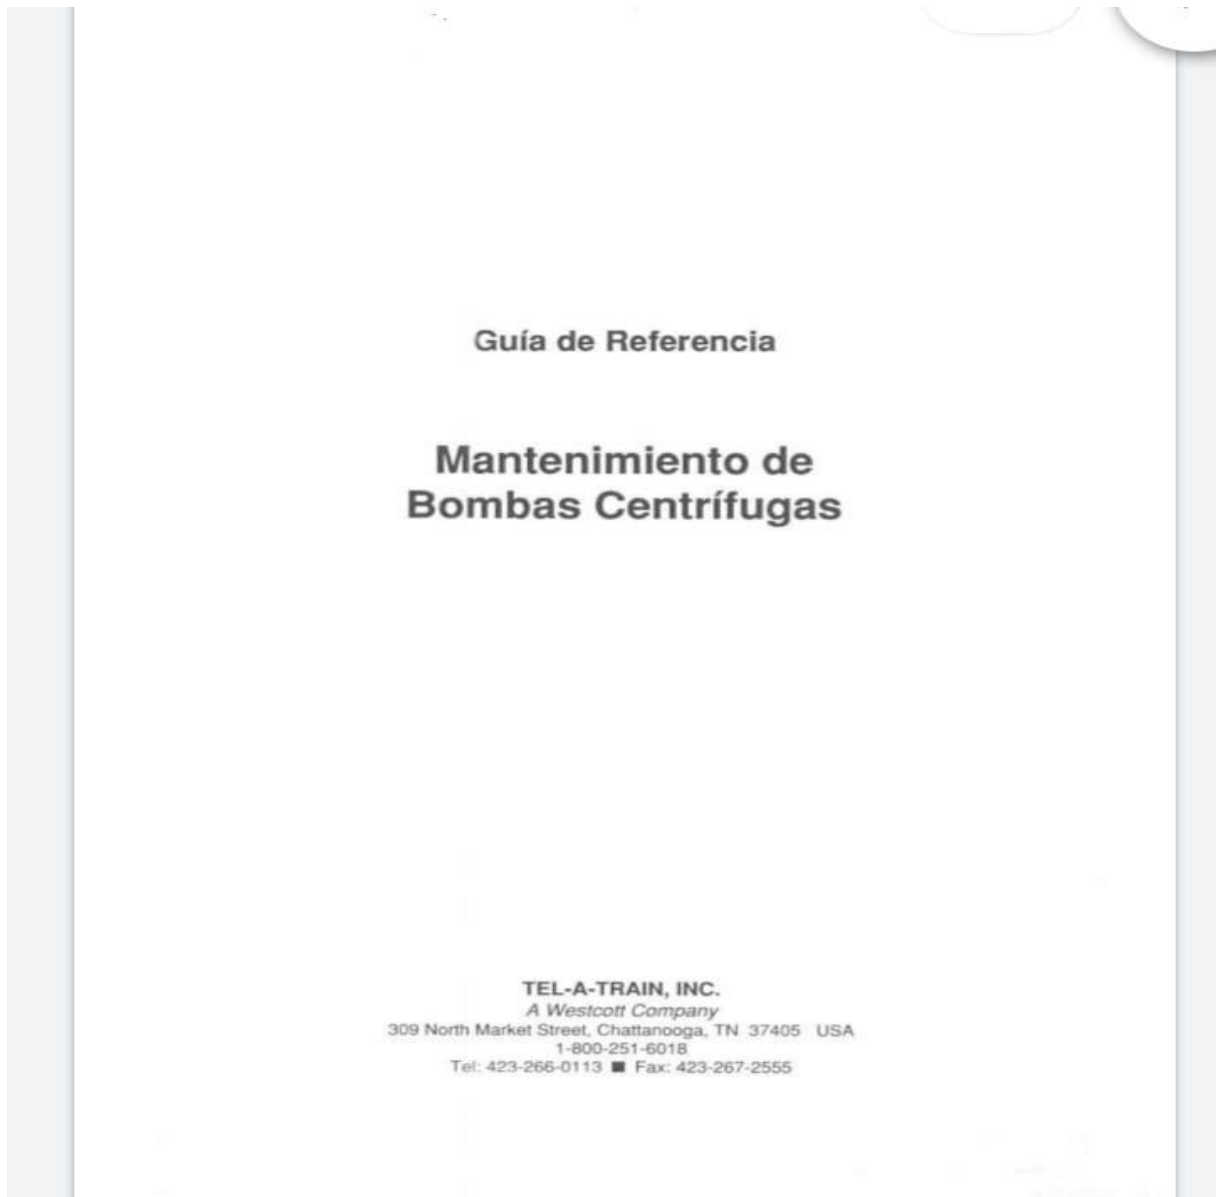 Guía de Referencia
Mantenimiento de
Bombas Centrífugas
TEL-A-TRAIN, INC.
A Westcott Company
309 North Market Street, Chattanooga, TN 37405 USA
1-800-251-6018
Tel: 423-266-0113 ■ Fax: 423-267-2555